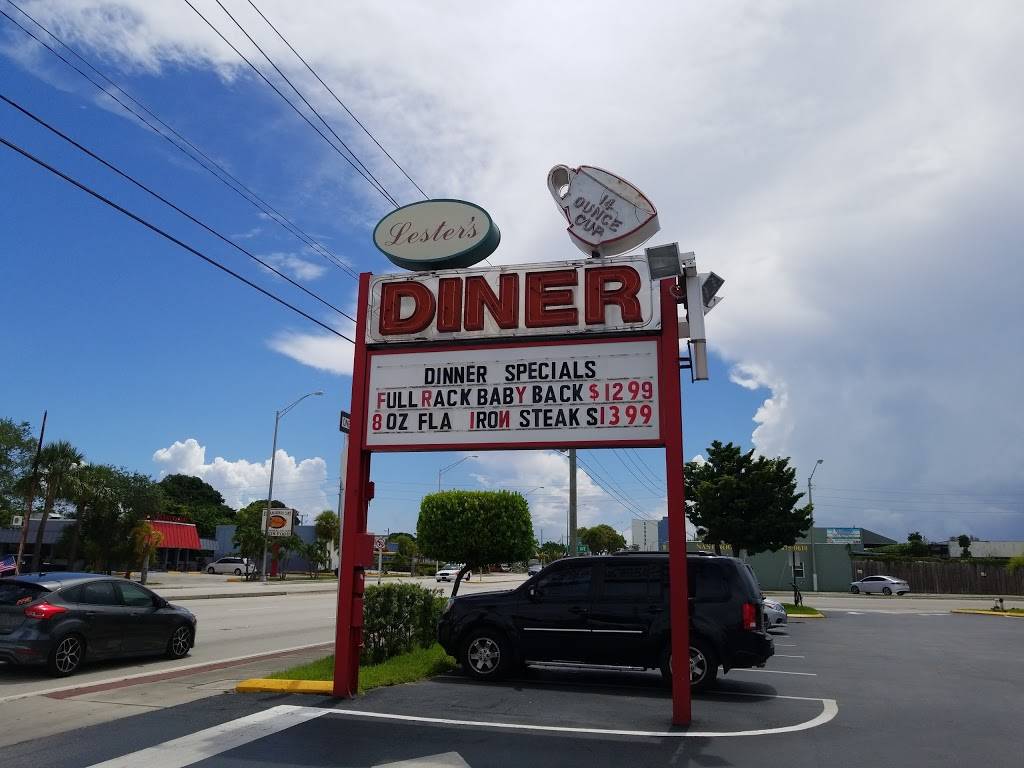 Lester's
14
OUNCE
CUP
DINER
DINNER SPECIALS
FULL RACK BABY BACK $1299
8 OZ FLA IRON STEAK $1399